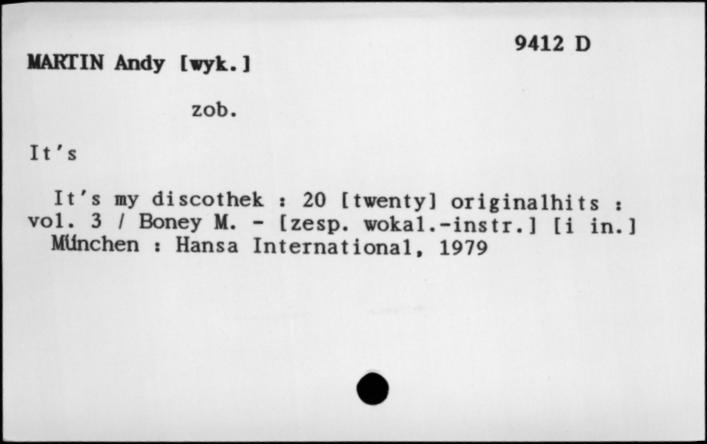 9412 D
MARTIN Andy [wyk.]
zob.
It's
It's my discothek : 20 [twenty] originalhits :
vol. 3 / Boney M. - [zesp. wokal.-instr.] [i in.]
München : Hansa International, 1979